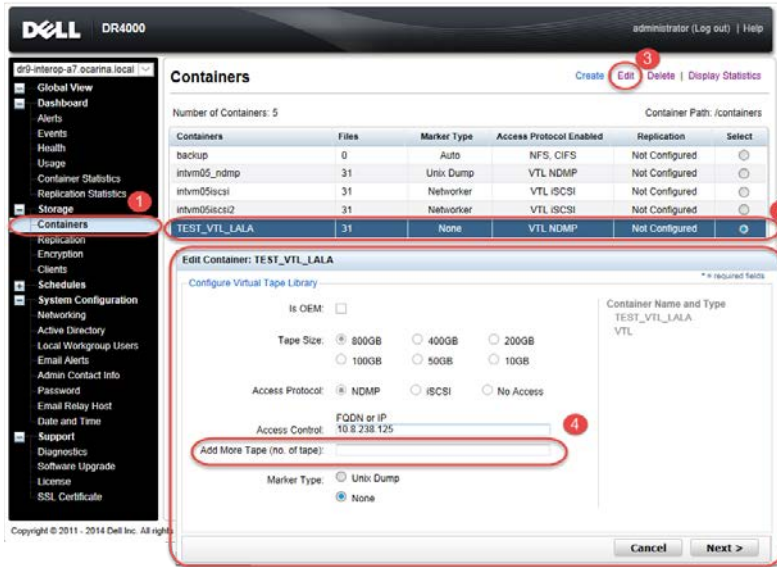 DELL DR4000
administrator (Log out) | Help
dr9-interop-a7.ocarina.local
Global View
Dashboard
Alerts
Events
Health
Usage
Container Statistics
Replication Statistics
1
Storage
Containers
Replication
Encryption
Clients
Schedules
System Configuration
Networking
Active Directory
Local Workgroup Users
Email Alerts
Admin Contact Info
Password
Email Relay Host
Date and Time
Support
Diagnostics
Software Upgrade
License
SSL Certificate
Copyright © 2011 - 2014 Dell Inc. All
3
Containers
Create Edit Delete | Display Statistics
Number of Containers: 5 Container Path: /containers
Containers Files Marker Type Access Protocol Enabled Replication Select
backup 0 Auto NFS, CIFS Not Configured
intvm05_ndmp 31 Unix Dump VTL NDMP Not Configured
intvm05iscsi 31 Networker VTL iSCSI Not Configured
intvm05iscsi2 31 Networker VTL iSCSI Not Configured
TEST_VTL_LALA 31 None VTL NDMP Not Configured
Edit Container: TEST_VTL_LALA
* = required fields
Configure Virtual Tape Library
Is OEM:
Tape Size: 800GB 400GB 200GB
100GB 50GB 10GB
Access Protocol: NDMP iSCSI No Access
FQDN or IP
Access Control: 10.8.238.125
4
Add More Tape (no. of tape):
Marker Type: Unix Dump
None
Container Name and Type
TEST_VTL_LALA
VTL
Cancel Next >